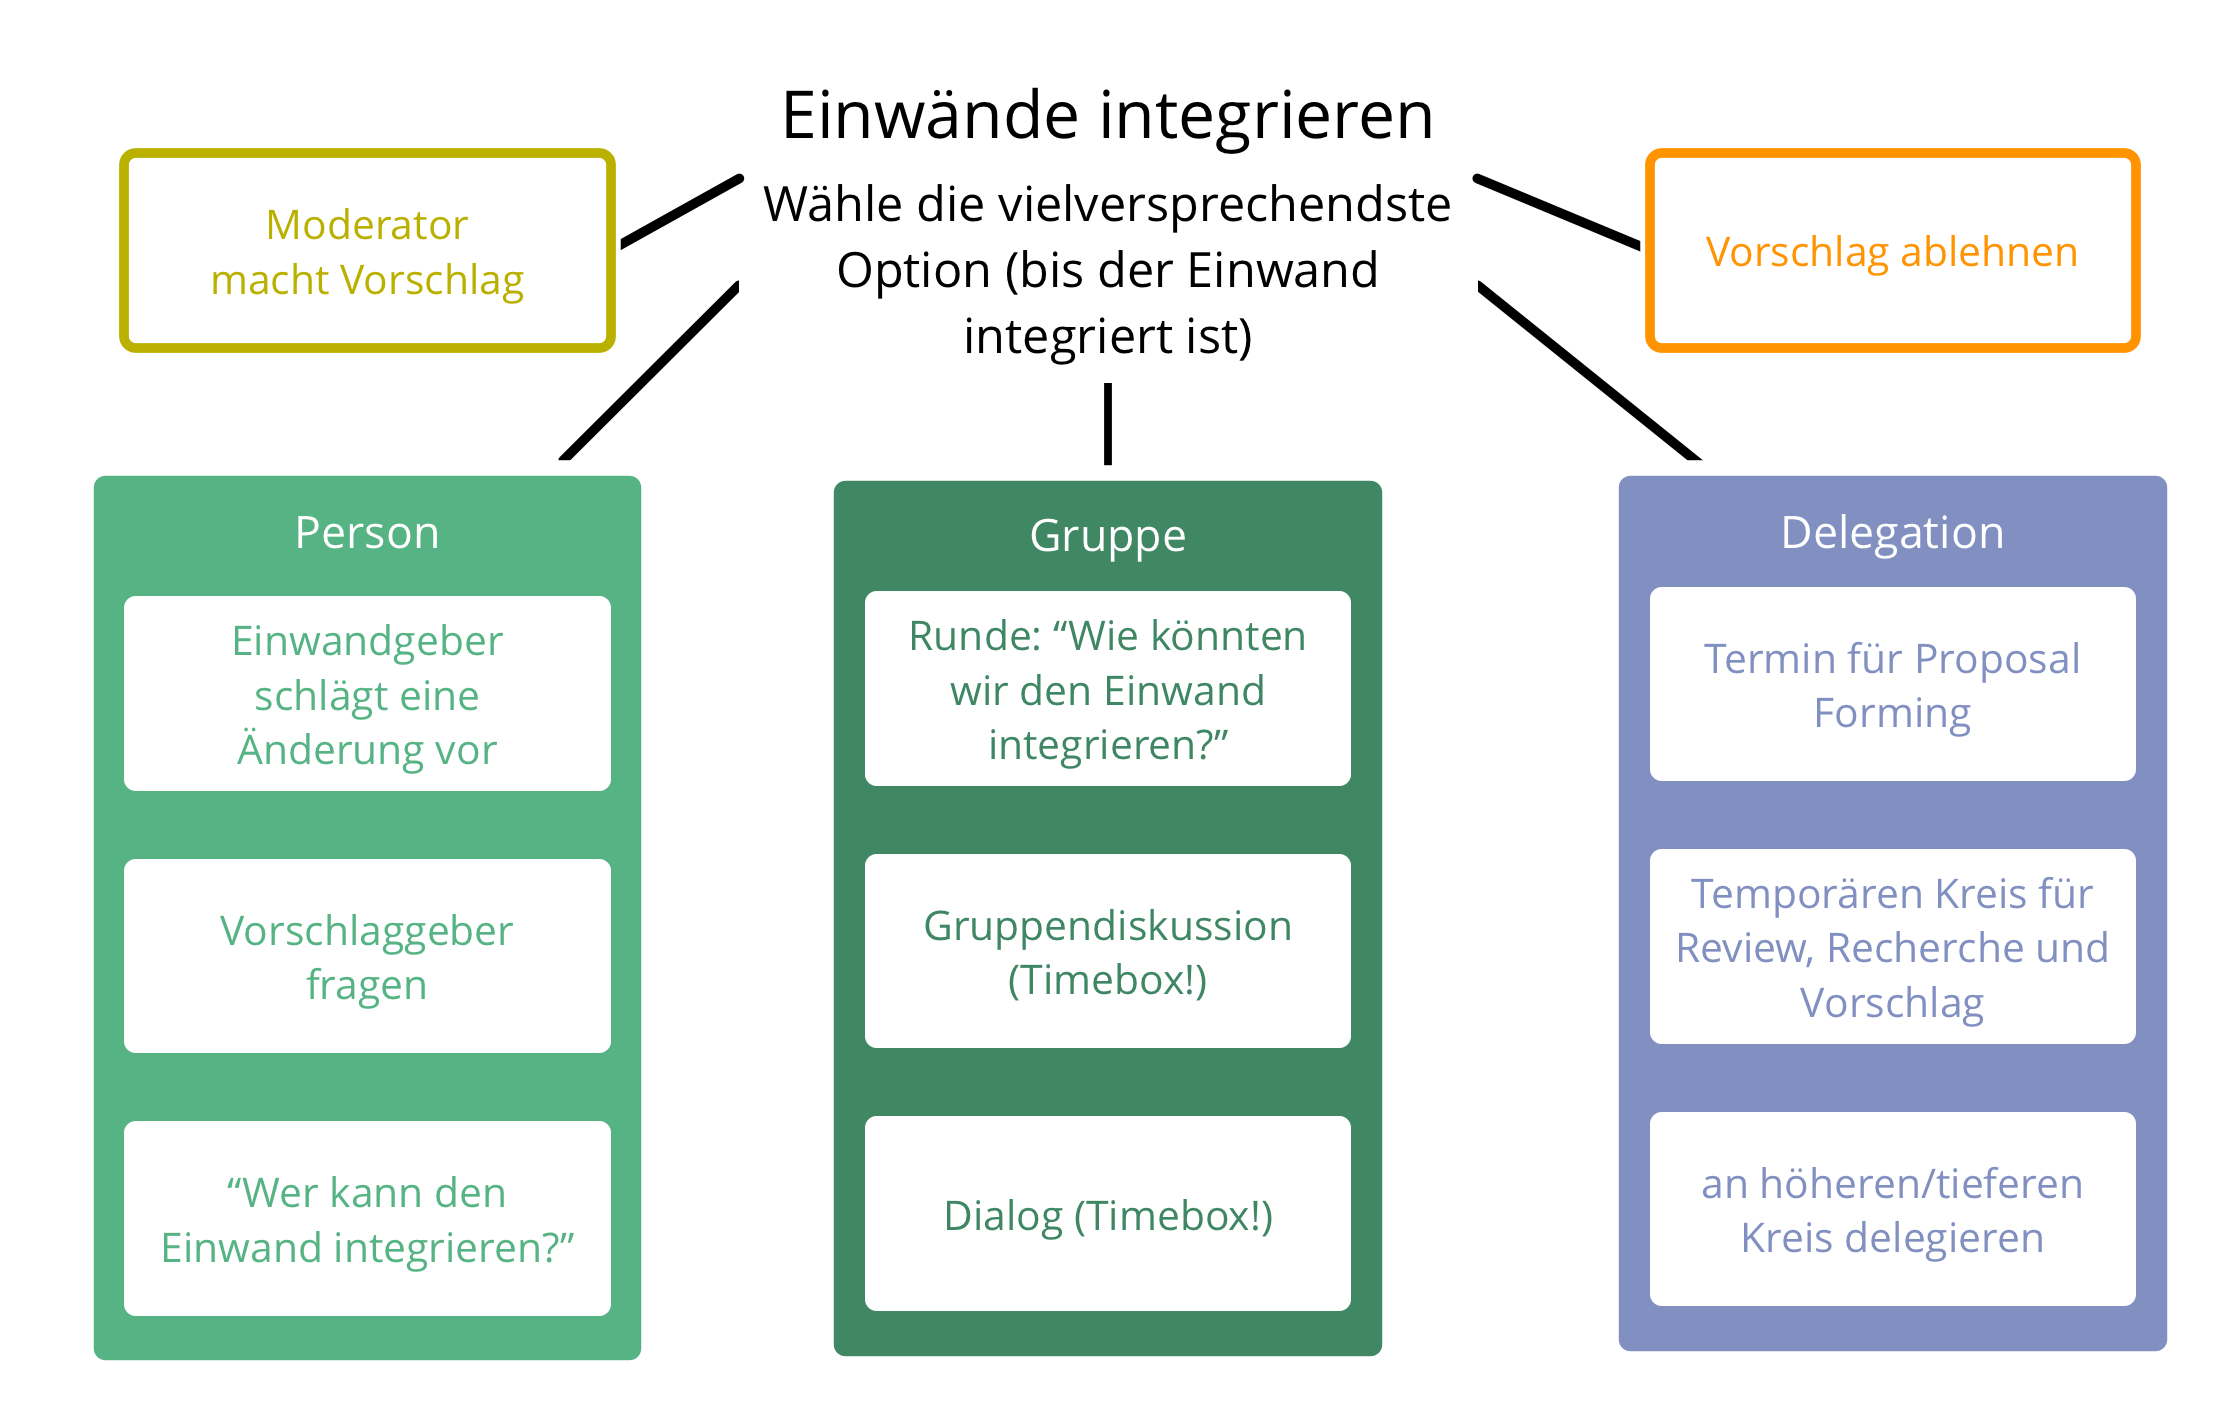 Einwände integrieren
Wähle die vielversprechendste
Option (bis der Einwand
integriert ist)
Moderator
macht Vorschlag
Vorschlag ablehnen
Person
Einwandgeber
schlägt eine
Änderung vor
Vorschlaggeber
fragen
“Wer kann den
Einwand integrieren?”
Gruppe
Runde: “Wie könnten
wir den Einwand
integrieren?”
Gruppendiskussion
(Timebox!)
Dialog (Timebox!)
Delegation
Termin für Proposal
Forming
Temporären Kreis für
Review, Recherche und
Vorschlag
an höheren/tieferen
Kreis delegieren